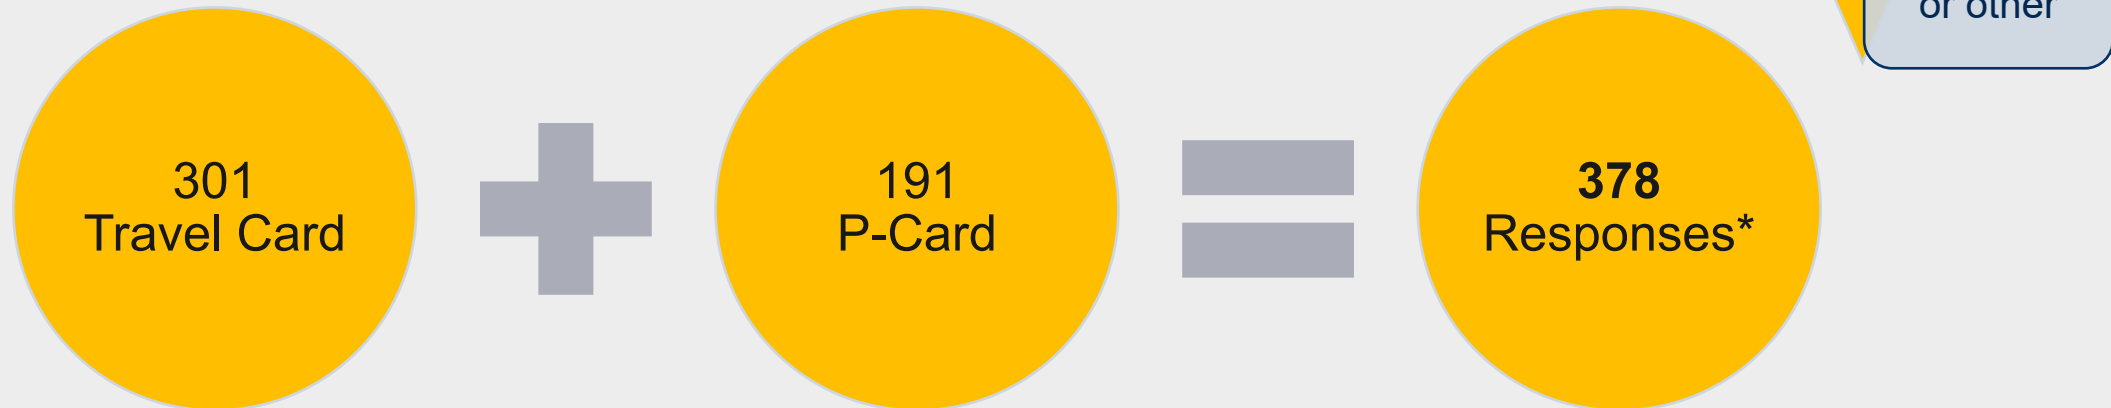 or other
301
Travel Card
191
P-Card
378
Responses*